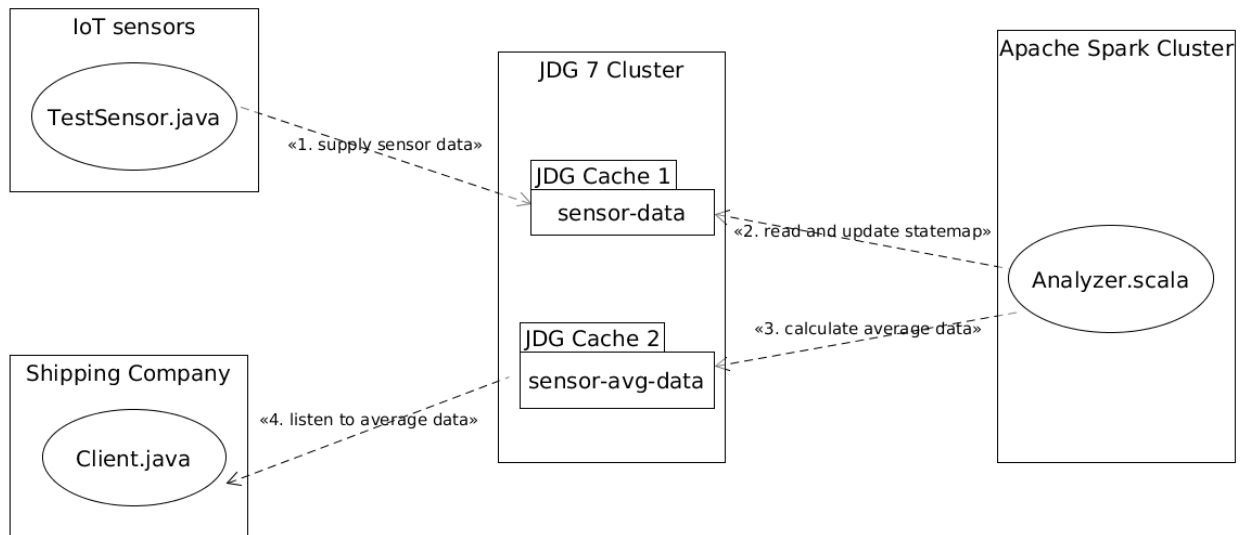 IoT sensors
TestSensor.java
«1. supply sensor data»
JDG 7 Cluster
JDG Cache 1
sensor-data
Apache Spark Cluster
«2. read and update statemap»
Analyzer.scala
«3. calculate average data»
JDG Cache 2
sensor-avg-data
Shipping Company
«4. listen to average data»
Client.java